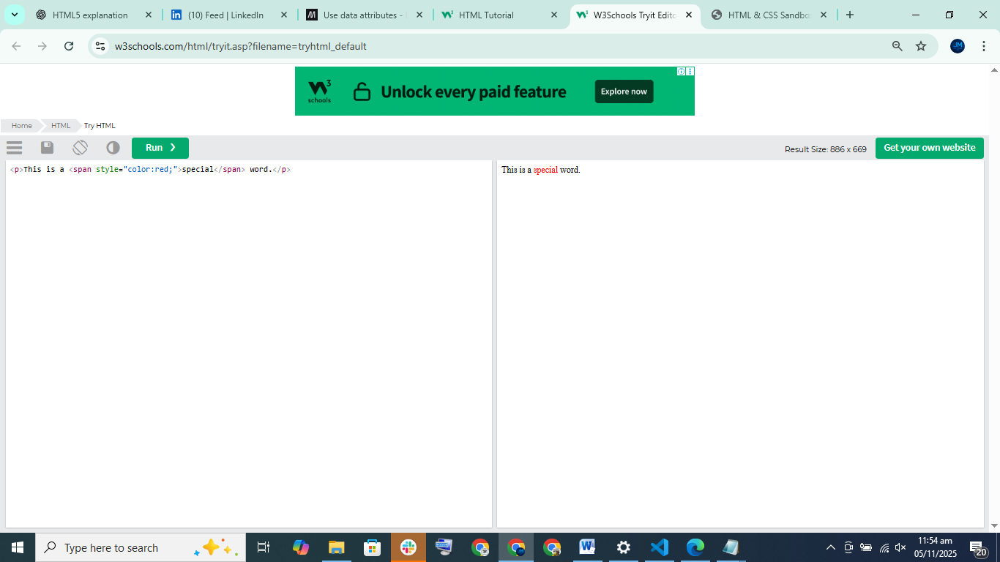 HTML5 explanation
(10) Feed | LinkedIn
Use data attributes -
HTML Tutorial
W3Schools Tryit Edito
HTML & CSS Sandbo
w3schools.com/html/tryit.asp?filename=tryhtml_default
JM
W3
schools
Unlock every paid feature
Explore now
Home
HTML
Try HTML
Run ❯
Result Size: 886 x 669
Get your own website
<p>This is a <span style="color:red;">special</span> word.</p>
This is a special word.
Type here to search
11:54 am
05/11/2025
20